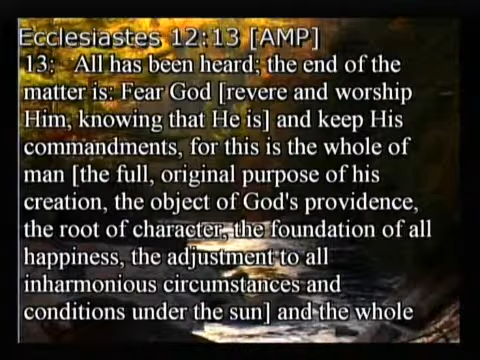 Ecclesiastes 12:13 [AMP]
13:   All has been heard; the end of the
matter is: Fear God [revere and worship
Him, knowing that He is] and keep His
commandments, for this is the whole of
man [the full, original purpose of his
creation, the object of God's providence,
the root of character, the foundation of all
happiness, the adjustment to all
inharmonious circumstances and
conditions under the sun] and the whole